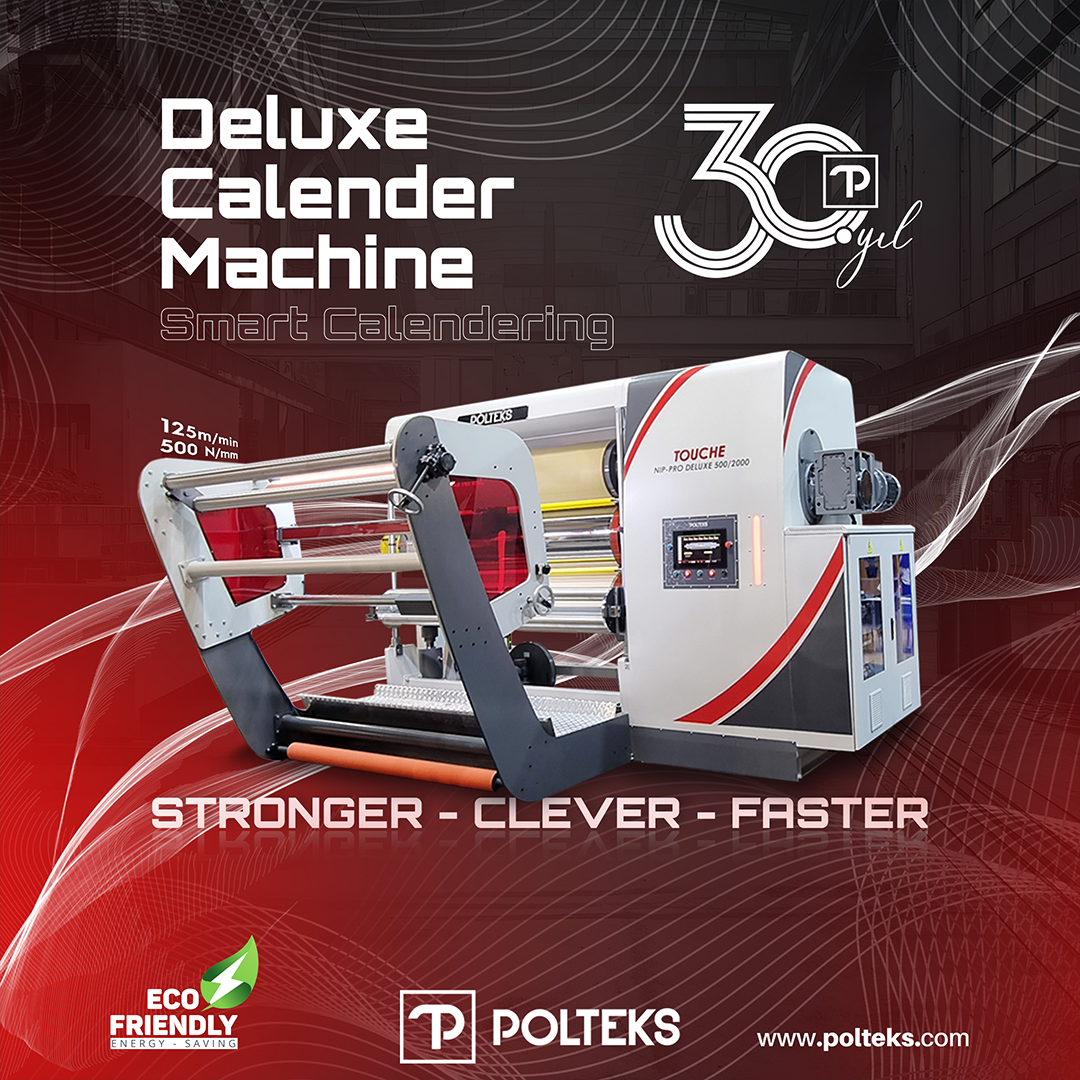 Deluxe
Calender
Machine
Smart Calendering
30. yıl
125m/min
500 N/mm
POLTEKS
TOUCHE
NIP-PRO DELUXE 500/2000
POLTEKS
STRONGER - CLEVER - FASTER
ECO
FRIENDLY
ENERGY - SAVING
POLTEKS
www.polteks.com